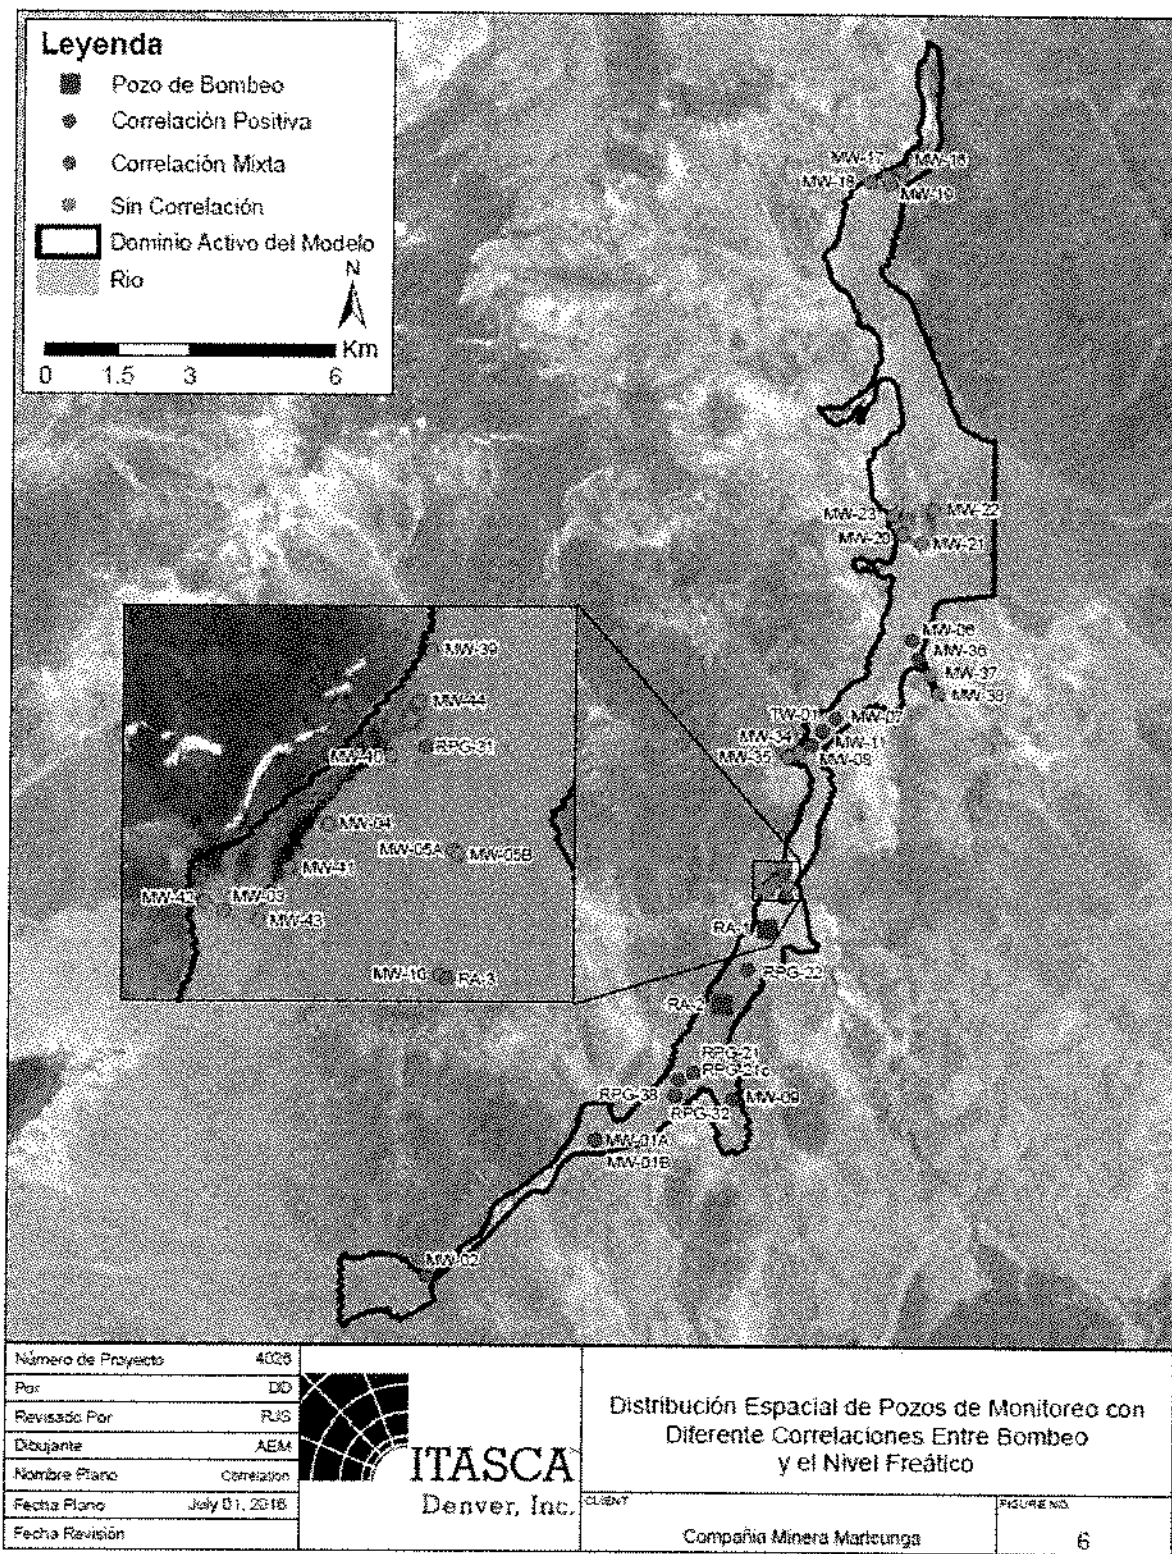 Leyenda
Pozo de Bombeo
Correlación Positiva
Correlación Mixta
Sin Correlación
Dominio Activo del Modelo
Rio
N
Km
0 1.5 3 6
MW-17
MW-18
MW-19
MW-23
MW-22
MW-20
MW-21
MW-06
MW-36
MW-37
MW-38
TW-01
MW-07
MW-34
MW-11
MW-35
MW-08
MW-39
MW-44
RPG-31
MW-40
MW-04
MW-05A
MW-05B
MW-41
MW-42
MW-03
MW-43
MW-10
RA-3
RA-1
RPG-22
RA-2
RPG-21
RPG-21c
RPG-38
RPG-32
MW-09
MW-01A
MW-01B
MW-02
Número de Proyecto 4026
Por DD
Revisado Por RJS
Dibujante AEM
Nombre Plano Correlation
Fecha Plano July 01, 2016
Fecha Revisión
ITASCA
Denver, Inc.
Distribución Espacial de Pozos de Monitoreo con
Diferente Correlaciones Entre Bombeo
y el Nivel Freático
CLIENT
Compañia Minera Maricunga
FIGURE NO.
6